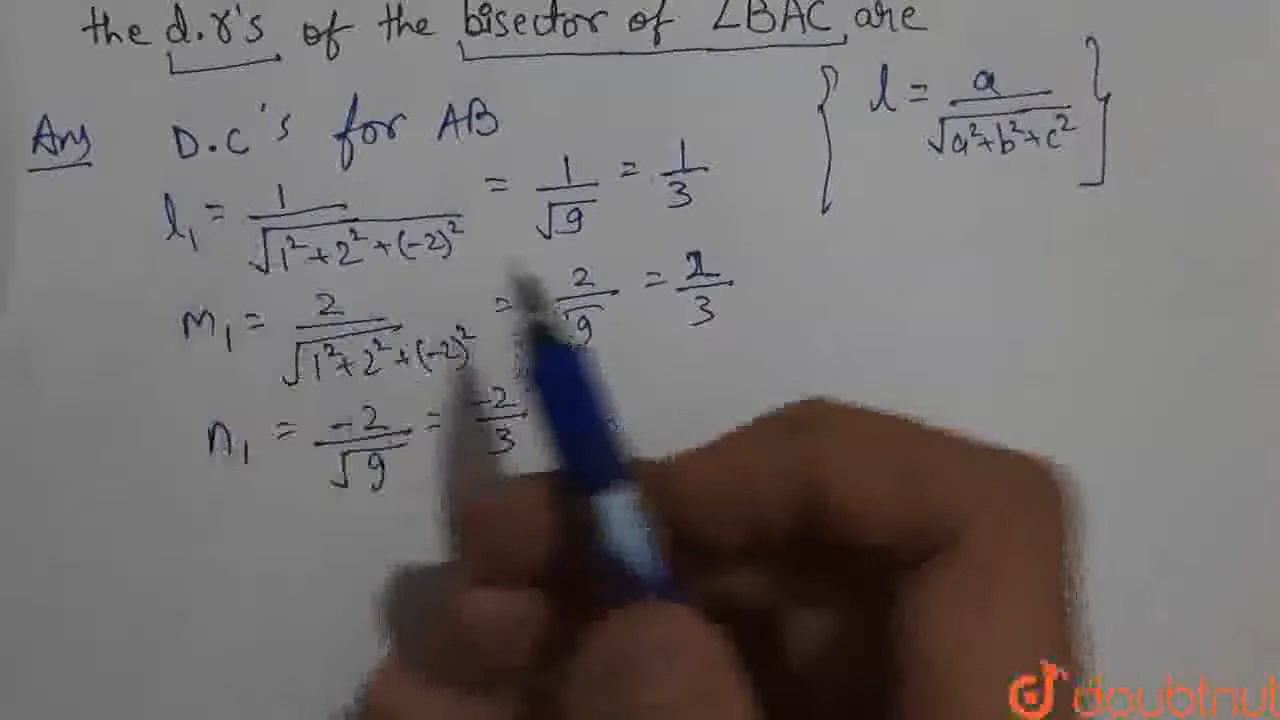 the d.r's of the bisector of ∠BAC are
Ans D.C's for AB
{ l = a/√(a²+b²+c²) }
l₁ = 1/√(1²+2²+(-2)²) = 1/√9 = 1/3
m₁ = 2/√(1²+2²+(-2)²) = 2/√9 = 2/3
n₁ = -2/√9 = -2/3
doubtnut